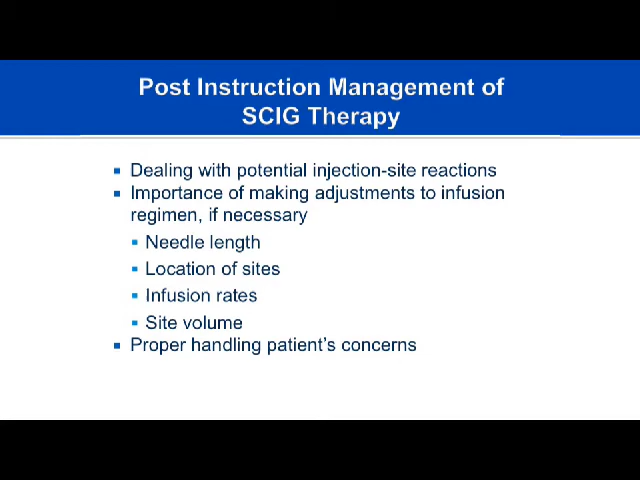 Post Instruction Management of
SCIG Therapy
Dealing with potential injection-site reactions
Importance of making adjustments to infusion
regimen, if necessary
Needle length
Location of sites
Infusion rates
Site volume
Proper handling patient's concerns